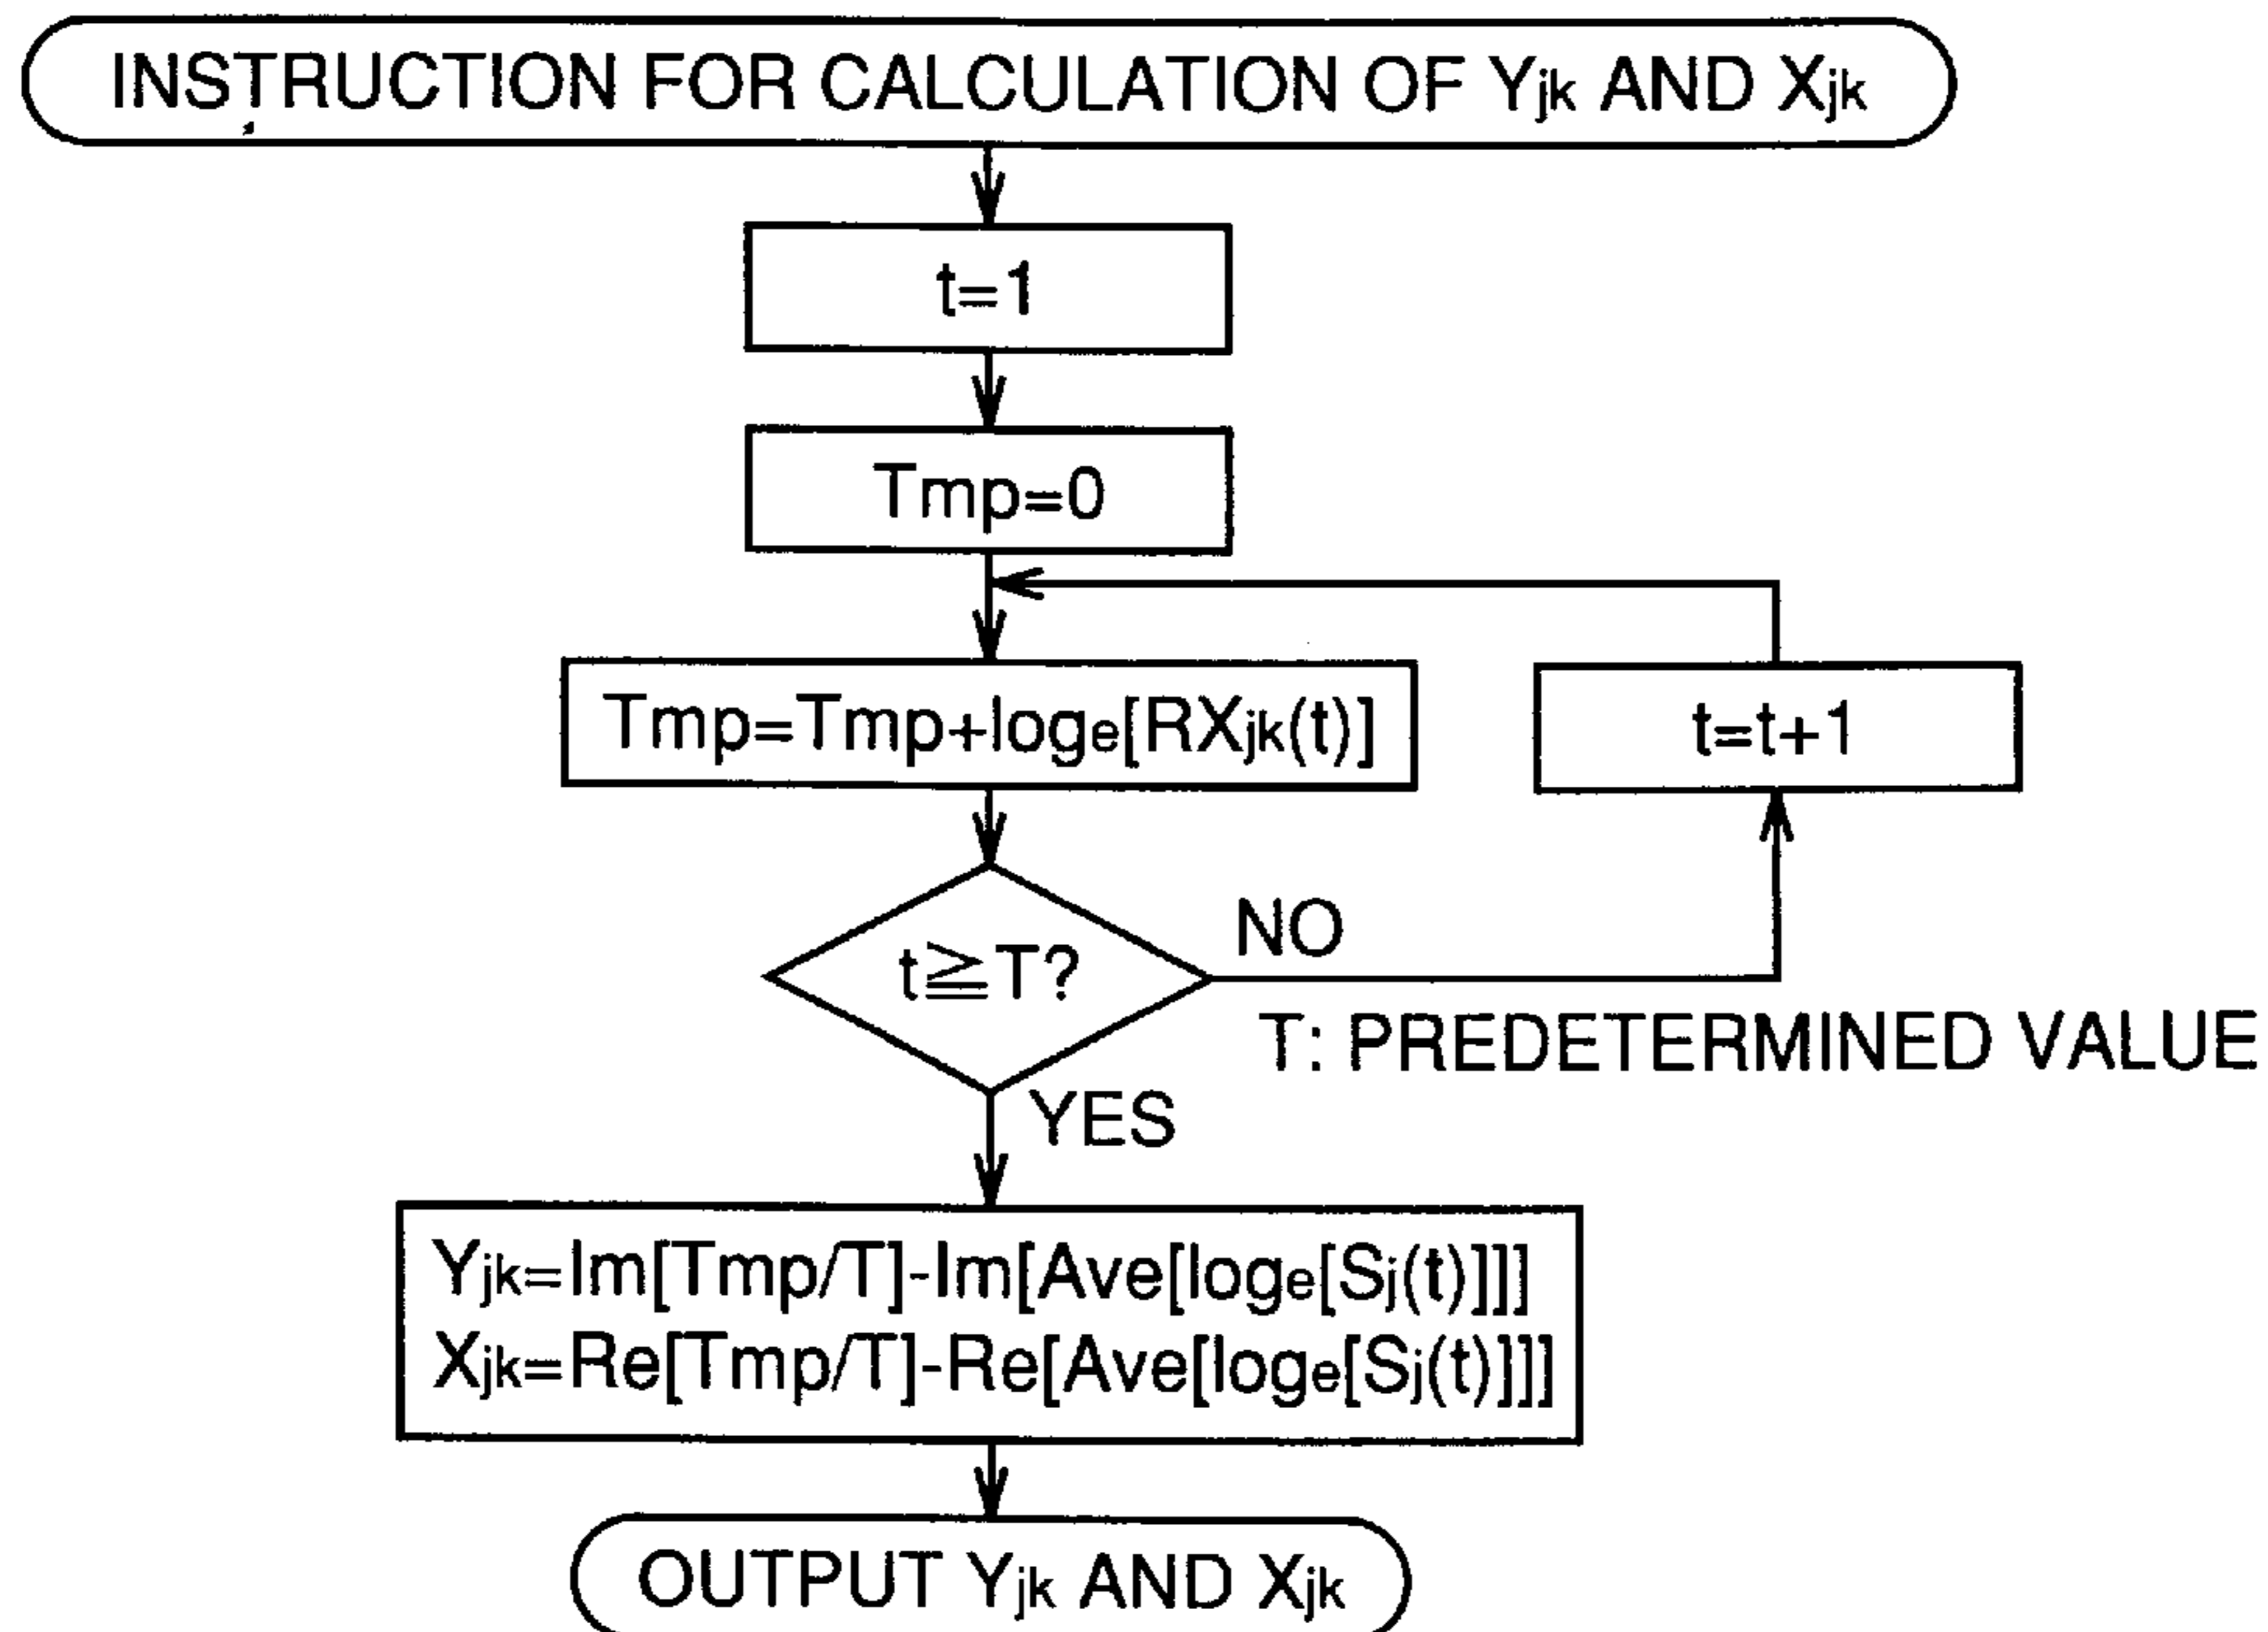 INSTRUCTION FOR CALCULATION OF Yjk AND Xjk
t=1
Tmp=0
Tmp=Tmp+loge[RXjk(t)]
t=t+1
t≧T?
NO
T: PREDETERMINED VALUE
YES
Yjk=Im[Tmp/T]-Im[Ave[loge[Sj(t)]]]
Xjk=Re[Tmp/T]-Re[Ave[loge[Sj(t)]]]
OUTPUT Yjk AND Xjk